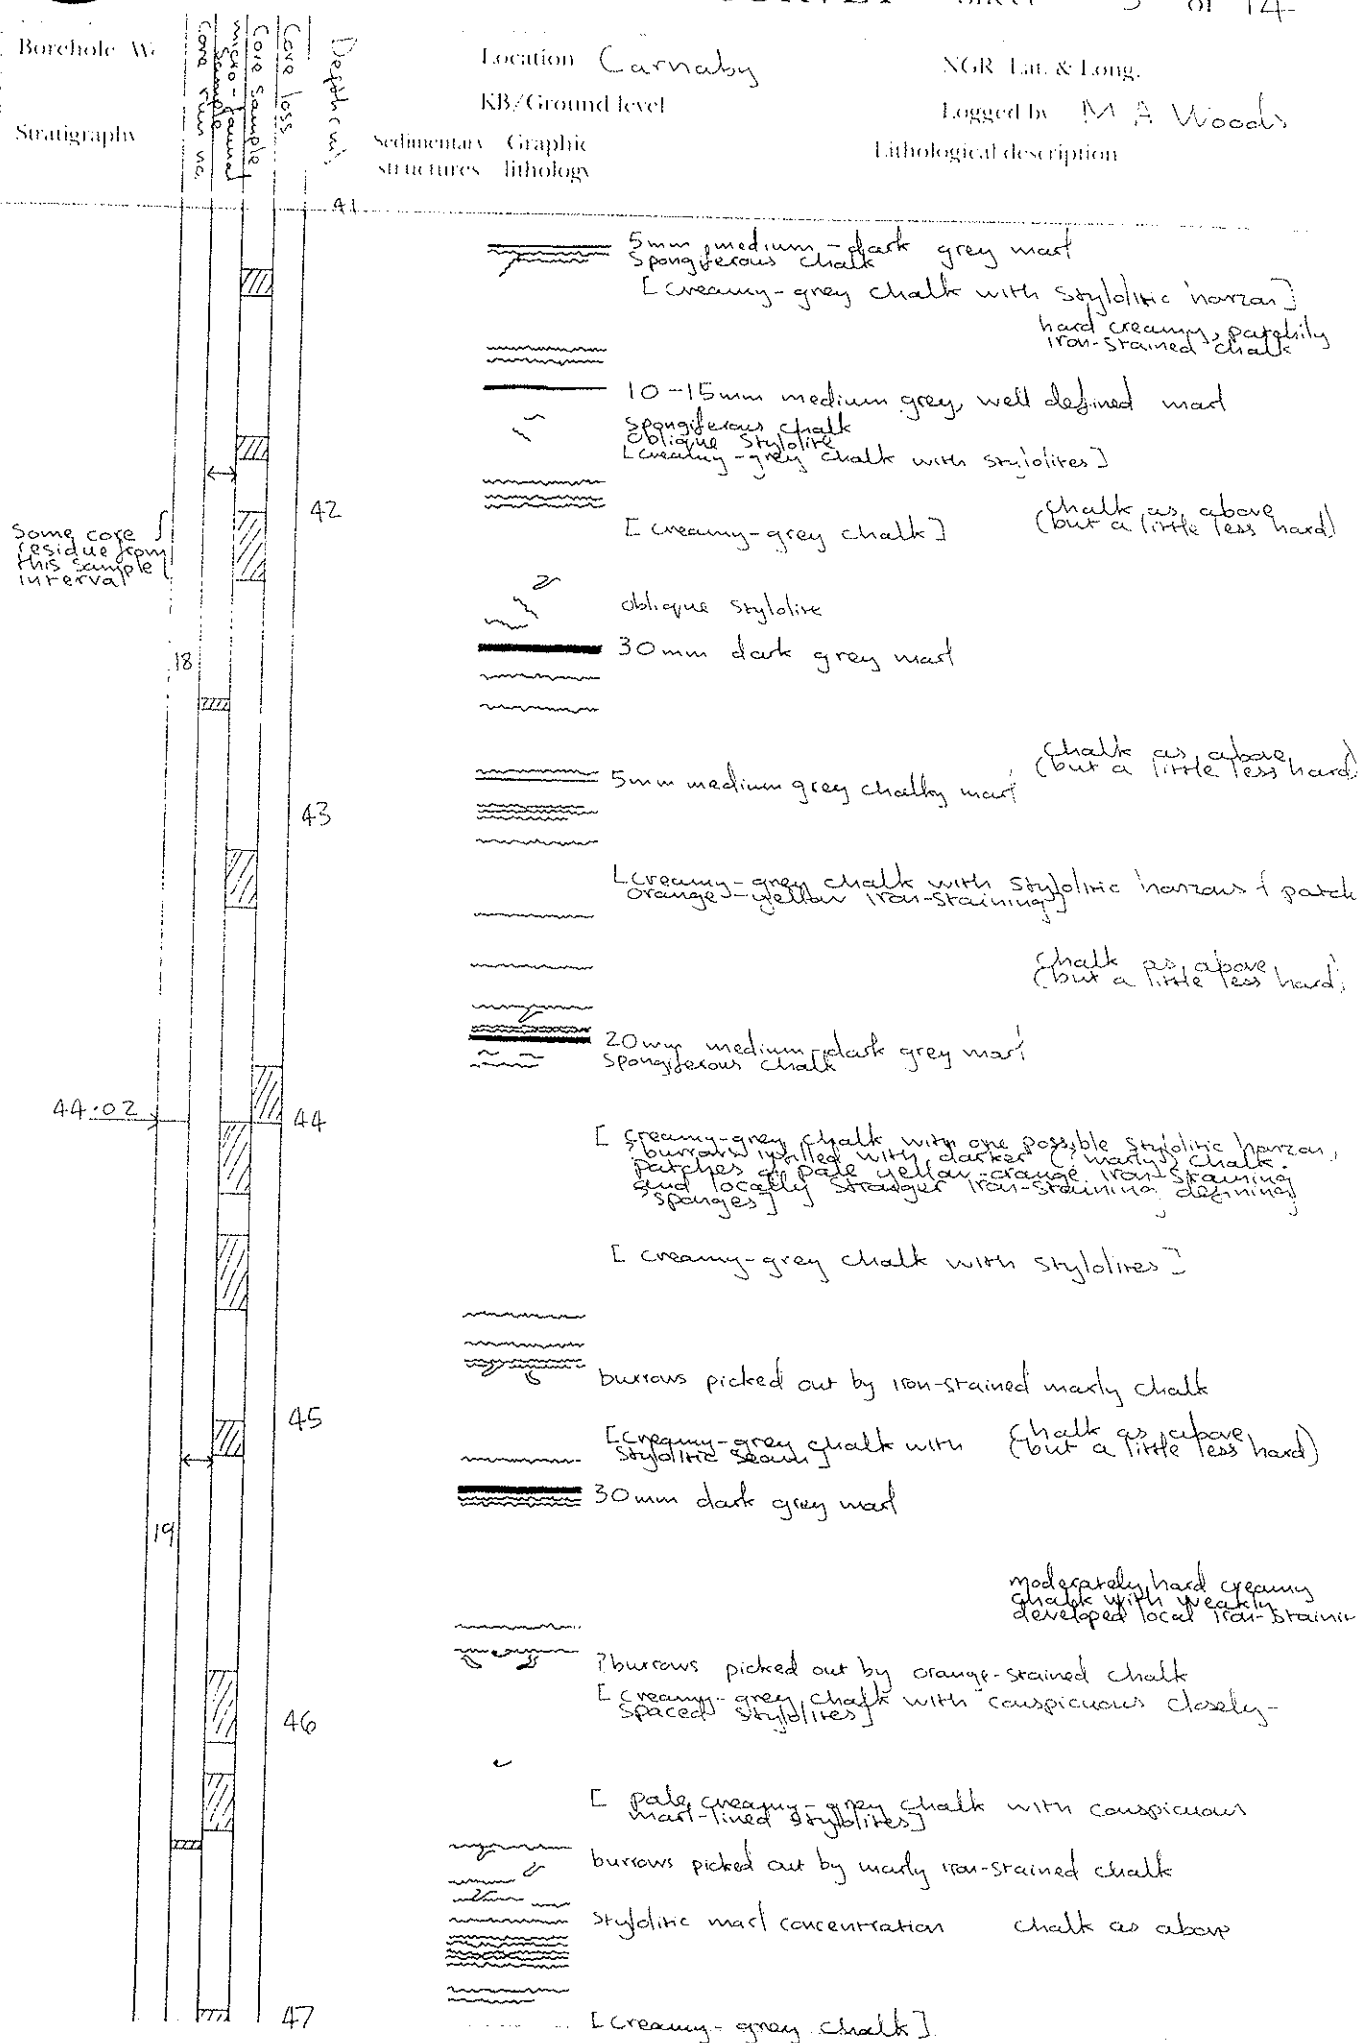 Sheet 5 of 14
Borehole
Core run no.
micro-faunal
sample
Core sample
Core loss
Depth m
Location Carnaby
NGR Lat. & Long.
KB/Ground level
Logged by M A Woods
Stratigraphy
Sedimentary structures
Graphic lithology
Lithological description
41
5mm medium-dark grey marl
Spongiferous chalk
[creamy-grey chalk with stylolitic horizon]
hard creamy, patchily
iron-stained chalk
10-15mm medium grey, well defined marl
spongiferous chalk
oblique stylolite
[creamy-grey chalk with stylolites]
42
Some core
residue from
this sample
interval
[creamy-grey chalk]
chalk as above
(but a little less hard)
oblique stylolite
30mm dark grey marl
18
chalk as above
(but a little less hard)
5mm medium grey chalky marl
43
[creamy-grey chalk with stylolitic horizons & patch
orange-yellow iron-staining]
chalk as above
(but a little less hard)
20mm medium-dark grey marl
spongiferous chalk
44.02
44
[creamy-grey chalk with one possible stylolitic horizon,
burrows infilled with darker (marly) chalk.
patches of pale yellow-orange iron-staining
and locally stronger iron-staining defining
sponges]
[creamy-grey chalk with stylolites]
burrows picked out by iron-stained marly chalk
45
[creamy-grey chalk with
stylolitic seam]
chalk as above
(but a little less hard)
30mm dark grey marl
19
moderately hard creamy
chalk with weakly
developed local iron-stainin
?burrows picked out by orange-stained chalk
[creamy-grey chalk with conspicuous closely-
spaced stylolites]
46
[pale creamy-grey chalk with conspicuous
marl-lined stylolites]
burrows picked out by marly iron-stained chalk
stylolitic marl concentration chalk as above
47
[creamy-grey chalk]